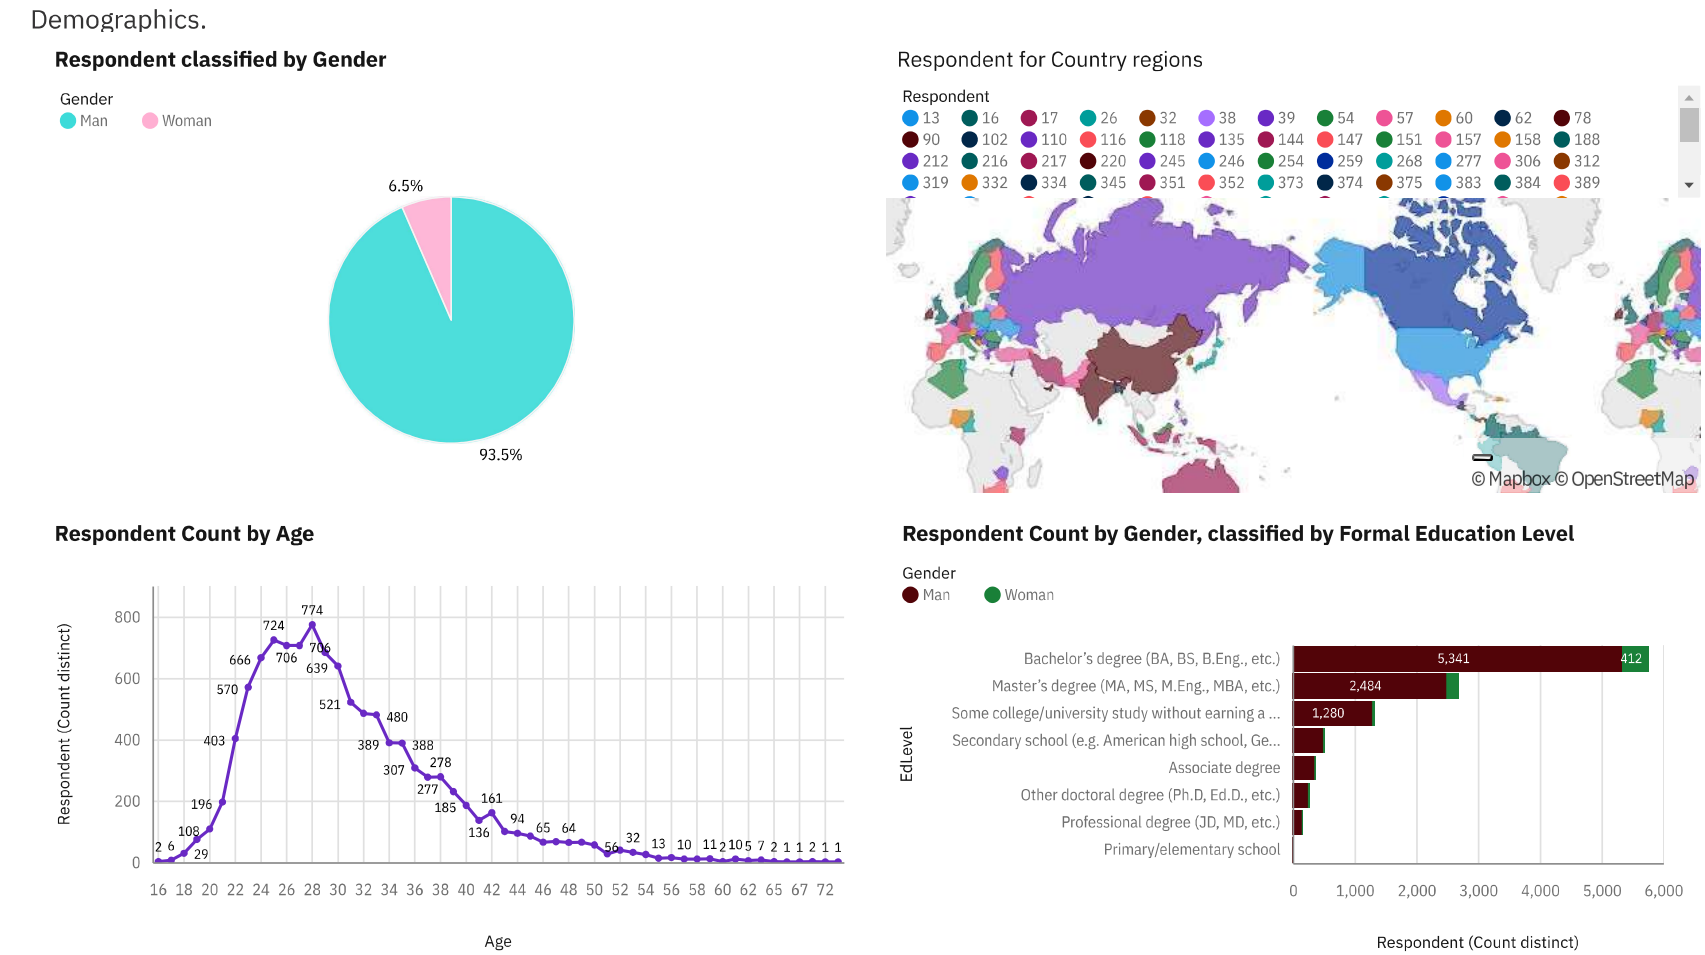 Demographics.
Respondent classified by Gender
Gender
Man Woman
6.5%
93.5%
Respondent for Country regions
Respondent
13 16 17 26 32 38 39 54 57 60 62 78
90 102 110 116 118 135 144 147 151 157 158 188
212 216 217 220 245 246 254 259 268 277 306 312
319 332 334 345 351 352 373 374 375 383 384 389
© Mapbox © OpenStreetMap
Respondent Count by Age
Respondent (Count distinct)
800
600
400
200
0
2 6 29 108 196 403 570 666 724 706 774 706 639 521 480 389 388 307 277 278 185 136 161 94 65 64 56 32 13 10 11 2 10 5 7 2 1 1 2 1 1
16 18 20 22 24 26 28 30 32 34 36 38 40 42 44 46 48 50 52 54 56 58 60 62 65 67 72
Age
Respondent Count by Gender, classified by Formal Education Level
Gender
Man Woman
EdLevel
Bachelor's degree (BA, BS, B.Eng., etc.) 5,341 412
Master's degree (MA, MS, M.Eng., MBA, etc.) 2,484
Some college/university study without earning a ... 1,280
Secondary school (e.g. American high school, Ge...
Associate degree
Other doctoral degree (Ph.D, Ed.D., etc.)
Professional degree (JD, MD, etc.)
Primary/elementary school
0 1,000 2,000 3,000 4,000 5,000 6,000
Respondent (Count distinct)